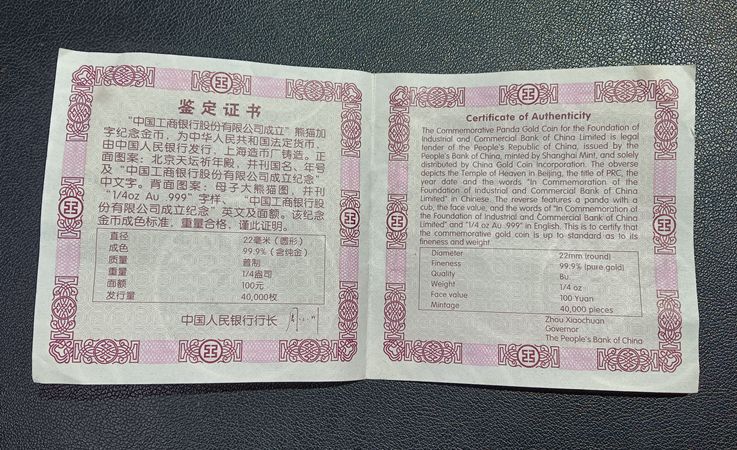 鉴定证书
“中国工商银行股份有限公司成立”熊猫加
字纪念金币，为中华人民共和国法定货币，
由中国人民银行发行，上海造币厂铸造。正
面图案：北京天坛祈年殿，并刊国名、年号
及“中国工商银行股份有限公司成立纪念”
中文字。背面图案：母子大熊猫图，并刊
“1/4oz Au .999”字样、“中国工商银行股
份有限公司成立纪念”英文及面额。该纪念
金币成色标准，重量合格，谨此证明。
直径 22毫米（圆形）
成色 99.9%（含纯金）
质量 普制
重量 1/4盎司
面额 100元
发行量 40,000枚
中国人民银行行长
Certificate of Authenticity
The Commemorative Panda Gold Coin for the Foundation of
Industrial and Commercial Bank of China Limited is legal
tender of the People's Republic of China, issued by the
People's Bank of China, minted by Shanghai Mint, and solely
distributed by China Gold Coin Incorporation. The obverse
depicts the Temple of Heaven in Beijing, the title of PRC, the
year date and the words "In Commemoration of the
Foundation of Industrial and Commercial Bank of China
Limited" in Chinese. The reverse features a panda with a
cub, the face value, and the words of "In Commemoration of
the Foundation of Industrial and Commercial Bank of China
Limited" and "1/4 oz Au .999" in English. This is to certify that
the commemorative gold coin is up to standard as to its
fineness and weight.
Diameter 22mm (round)
Fineness 99.9% (pure gold)
Quality Bu.
Weight 1/4 oz
Face value 100 Yuan
Mintage 40,000 pieces
Zhou Xiaochuan
Governor
The People's Bank of China